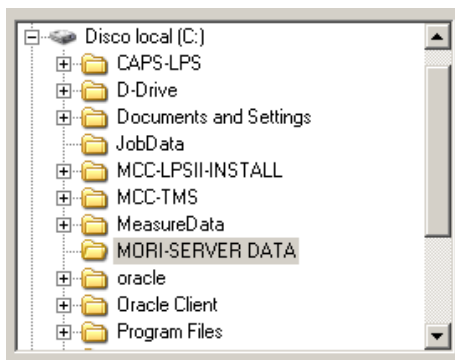 Disco local (C:)
CAPS-LPS
D-Drive
Documents and Settings
JobData
MCC-LPSII-INSTALL
MCC-TMS
MeasureData
MORI-SERVER DATA
oracle
Oracle Client
Program Files